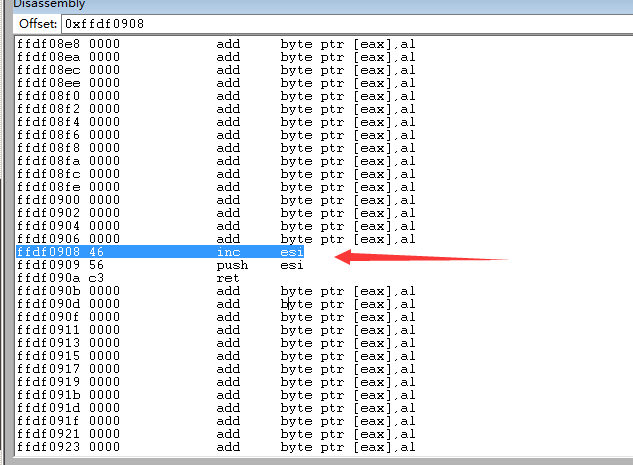 Disassembly
Offset: 0xffdf0908
ffdf08e8 0000 add byte ptr [eax],al
ffdf08ea 0000 add byte ptr [eax],al
ffdf08ec 0000 add byte ptr [eax],al
ffdf08ee 0000 add byte ptr [eax],al
ffdf08f0 0000 add byte ptr [eax],al
ffdf08f2 0000 add byte ptr [eax],al
ffdf08f4 0000 add byte ptr [eax],al
ffdf08f6 0000 add byte ptr [eax],al
ffdf08f8 0000 add byte ptr [eax],al
ffdf08fa 0000 add byte ptr [eax],al
ffdf08fc 0000 add byte ptr [eax],al
ffdf08fe 0000 add byte ptr [eax],al
ffdf0900 0000 add byte ptr [eax],al
ffdf0902 0000 add byte ptr [eax],al
ffdf0904 0000 add byte ptr [eax],al
ffdf0906 0000 add byte ptr [eax],al
ffdf0908 46 inc esi
ffdf0909 56 push esi
ffdf090a c3 ret
ffdf090b 0000 add byte ptr [eax],al
ffdf090d 0000 add byte ptr [eax],al
ffdf090f 0000 add byte ptr [eax],al
ffdf0911 0000 add byte ptr [eax],al
ffdf0913 0000 add byte ptr [eax],al
ffdf0915 0000 add byte ptr [eax],al
ffdf0917 0000 add byte ptr [eax],al
ffdf0919 0000 add byte ptr [eax],al
ffdf091b 0000 add byte ptr [eax],al
ffdf091d 0000 add byte ptr [eax],al
ffdf091f 0000 add byte ptr [eax],al
ffdf0921 0000 add byte ptr [eax],al
ffdf0923 0000 add byte ptr [eax],al